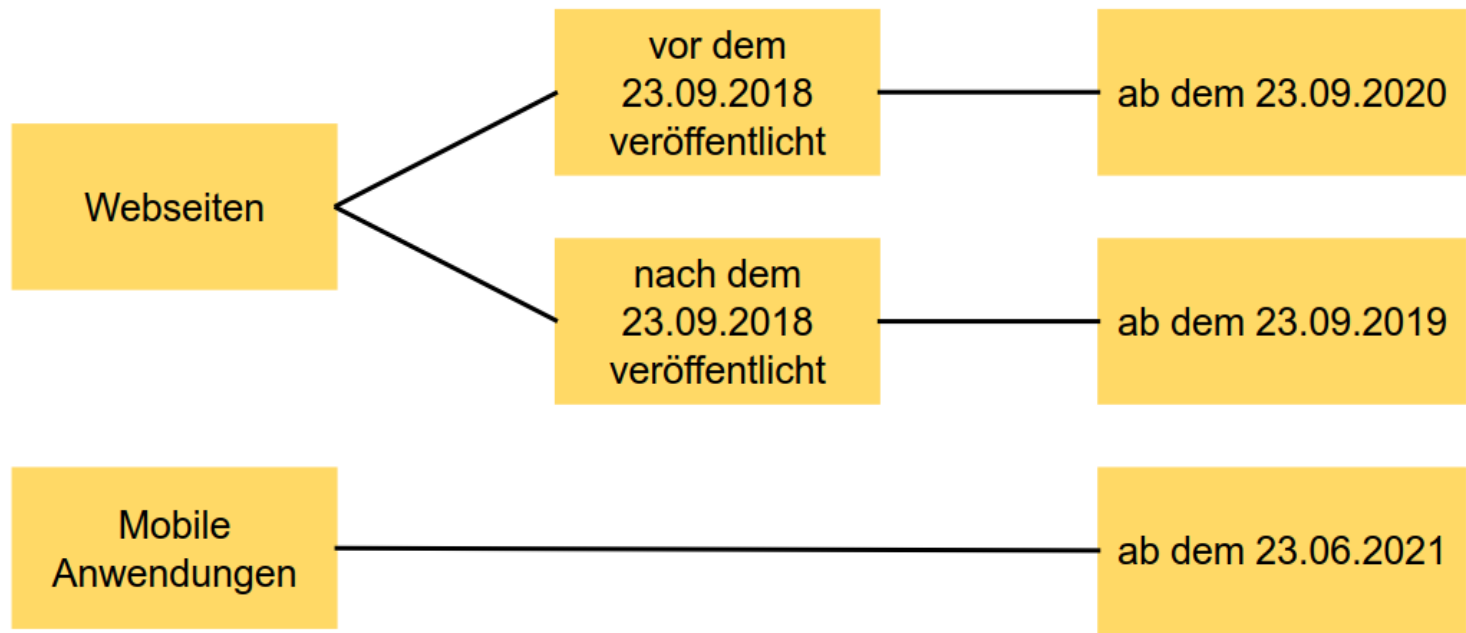 Webseiten
vor dem
23.09.2018
veröffentlicht
ab dem 23.09.2020
nach dem
23.09.2018
veröffentlicht
ab dem 23.09.2019
Mobile
Anwendungen
ab dem 23.06.2021